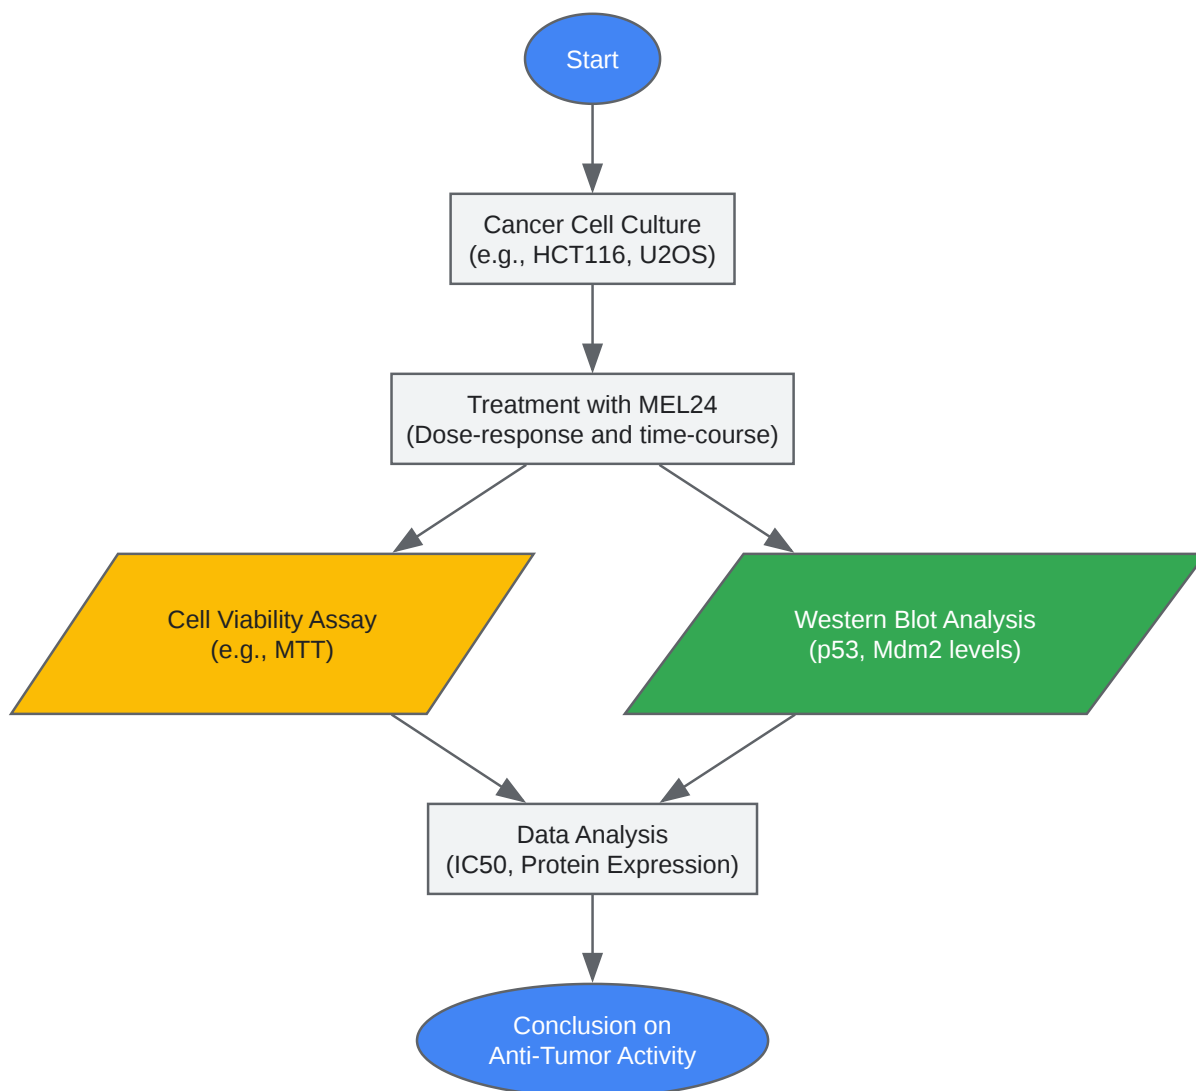 Start
Cancer Cell Culture
(e.g., HCT116, U2OS)
Treatment with MEL24
(Dose-response and time-course)
Cell Viability Assay
(e.g., MTT)
Western Blot Analysis
(p53, Mdm2 levels)
Data Analysis
(IC50, Protein Expression)
Conclusion on
Anti-Tumor Activity